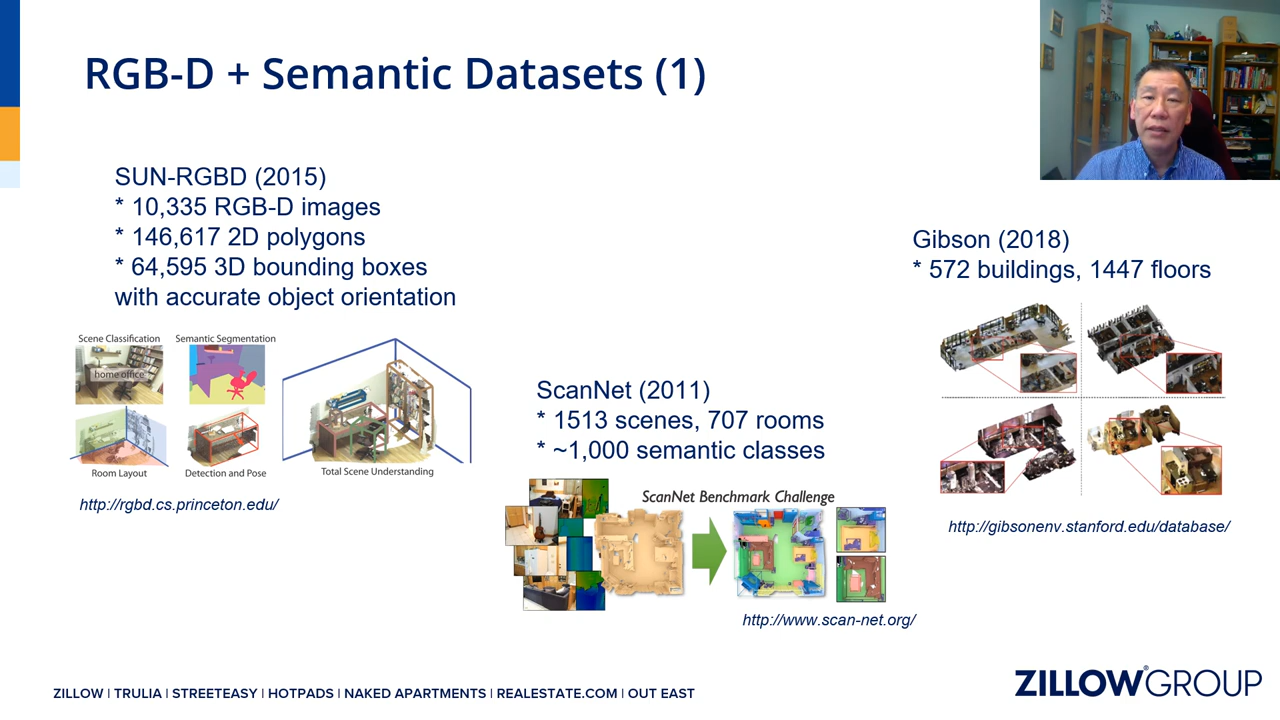 RGB-D + Semantic Datasets (1)
SUN-RGBD (2015)
* 10,335 RGB-D images
* 146,617 2D polygons
* 64,595 3D bounding boxes
with accurate object orientation
Scene Classification
Semantic Segmentation
home office
Room Layout
Detection and Pose
Total Scene Understanding
http://rgbd.cs.princeton.edu/
ScanNet (2011)
* 1513 scenes, 707 rooms
* ~1,000 semantic classes
ScanNet Benchmark Challenge
http://www.scan-net.org/
Gibson (2018)
* 572 buildings, 1447 floors
http://gibsonenv.stanford.edu/database/
ZILLOW | TRULIA | STREETEASY | HOTPADS | NAKED APARTMENTS | REALESTATE.COM | OUT EAST
ZILLOW® GROUP